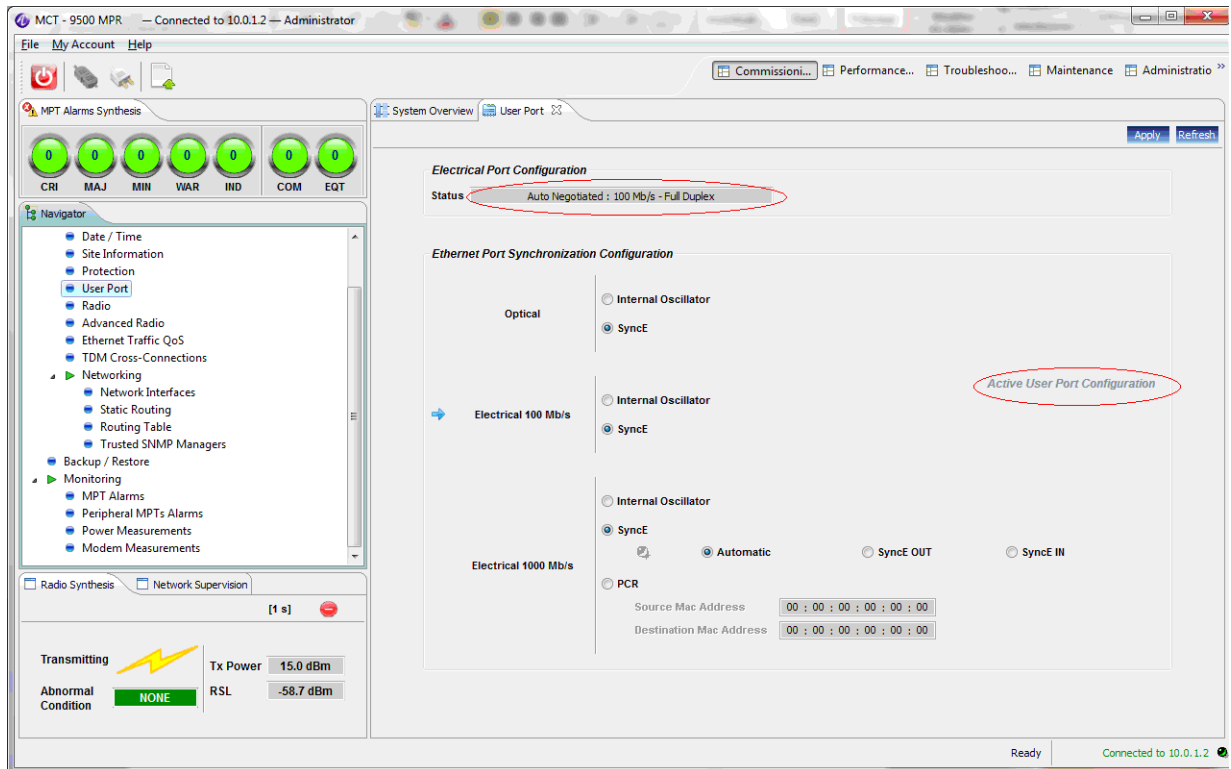 MCT - 9500 MPR — Connected to 10.0.1.2 — Administrator
File My Account Help
Commissioni... Performance... Troubleshoo... Maintenance Administratio »
MPT Alarms Synthesis
0 0 0 0 0 0 0
CRI MAJ MIN WAR IND COM EQT
Navigator
Date / Time
Site Information
Protection
User Port
Radio
Advanced Radio
Ethernet Traffic QoS
TDM Cross-Connections
Networking
Network Interfaces
Static Routing
Routing Table
Trusted SNMP Managers
Backup / Restore
Monitoring
MPT Alarms
Peripheral MPTs Alarms
Power Measurements
Modem Measurements
Radio Synthesis Network Supervision
[1 s]
Transmitting
Tx Power 15.0 dBm
Abnormal Condition NONE
RSL -58.7 dBm
System Overview User Port
Apply Refresh
Electrical Port Configuration
Status Auto Negotiated : 100 Mb/s - Full Duplex
Ethernet Port Synchronization Configuration
Optical
Internal Oscillator
SyncE
Active User Port Configuration
Electrical 100 Mb/s
Internal Oscillator
SyncE
Electrical 1000 Mb/s
Internal Oscillator
SyncE
Automatic SyncE OUT SyncE IN
PCR
Source Mac Address 00 : 00 : 00 : 00 : 00 : 00
Destination Mac Address 00 : 00 : 00 : 00 : 00 : 00
Ready Connected to 10.0.1.2